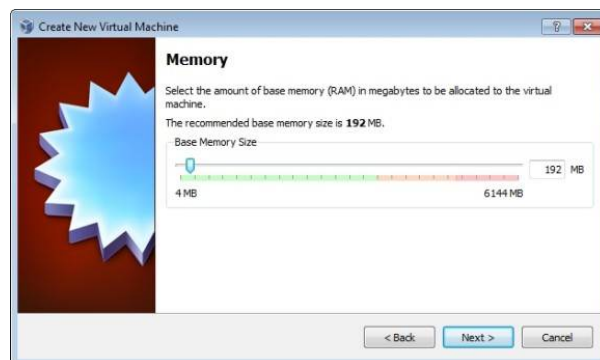 Create New Virtual Machine
Memory
Select the amount of base memory (RAM) in megabytes to be allocated to the virtual
machine.
The recommended base memory size is 192 MB.
Base Memory Size
192 MB
4 MB 6144 MB
< Back Next > Cancel